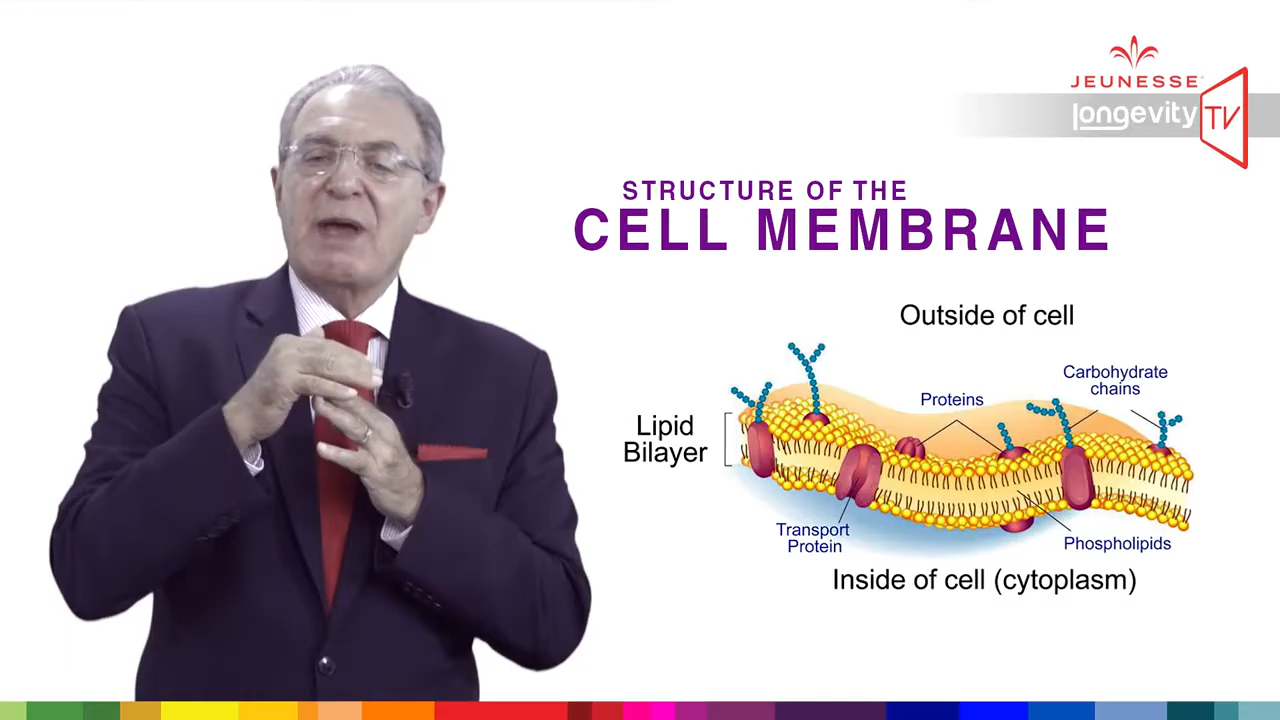 JEUNESSE
longevity TV
STRUCTURE OF THE
CELL MEMBRANE
Outside of cell
Carbohydrate
chains
Proteins
Lipid
Bilayer
Transport
Protein
Phospholipids
Inside of cell (cytoplasm)